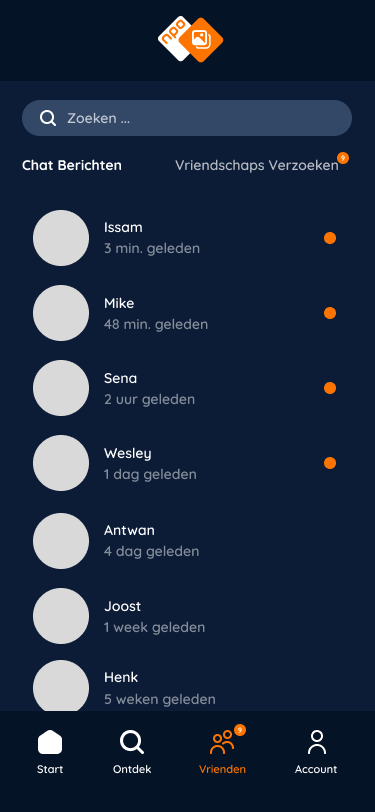 npo
Zoeken ...
Chat Berichten
Vriendschaps Verzoeken
9
Issam
3 min. geleden
Mike
48 min. geleden
Sena
2 uur geleden
Wesley
1 dag geleden
Antwan
4 dag geleden
Joost
1 week geleden
Henk
5 weken geleden
9
Start
Ontdek
Vrienden
Account